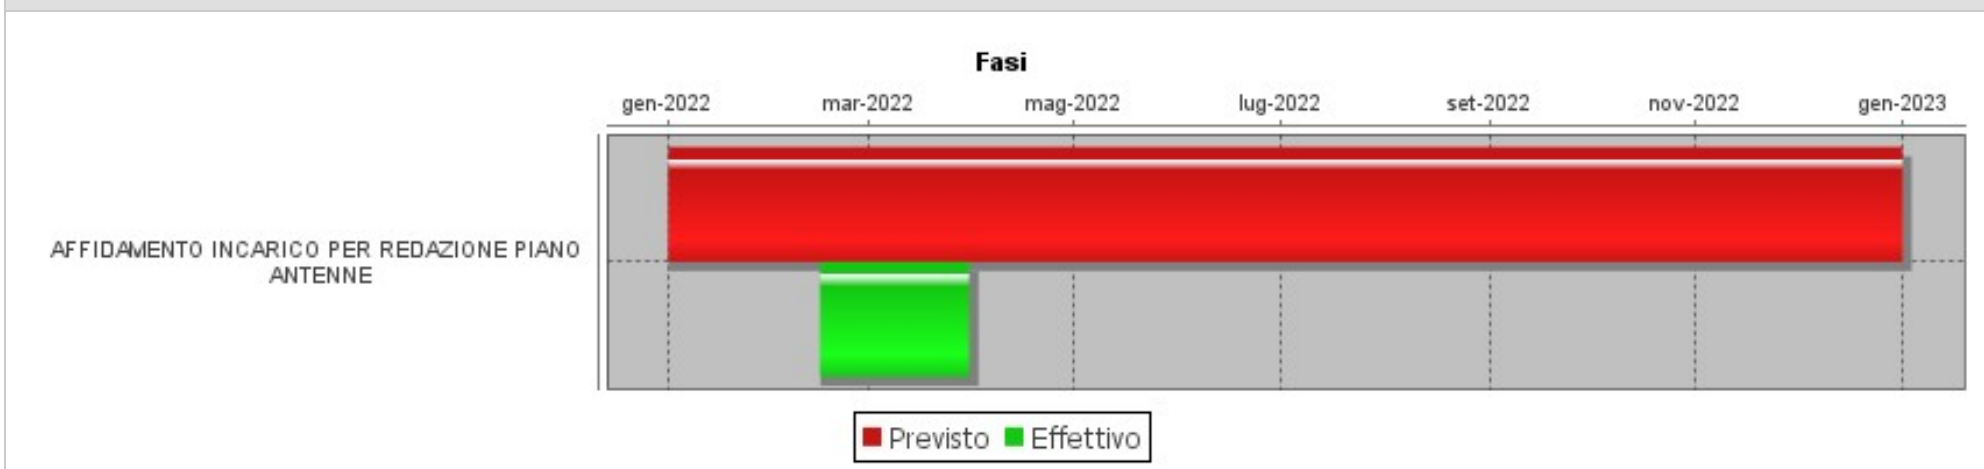 Fasi
gen-2022 mar-2022 mag-2022 lug-2022 set-2022 nov-2022 gen-2023
AFFIDAMENTO INCARICO PER REDAZIONE PIANO
ANTENNE
Previsto Effettivo